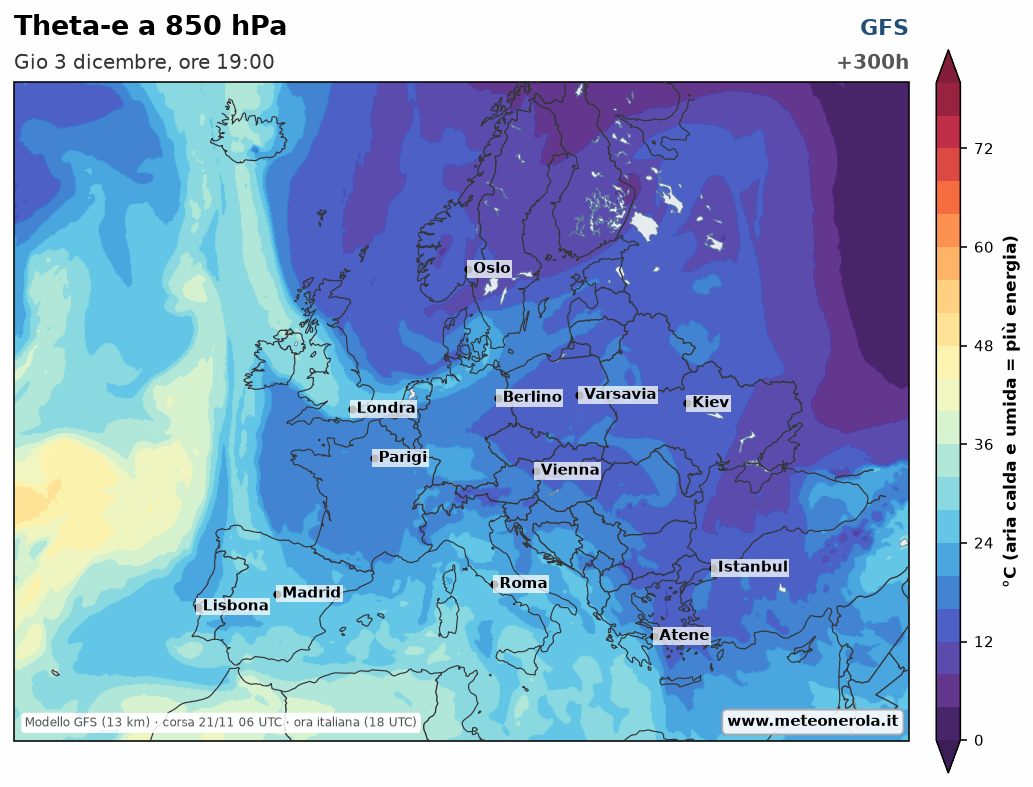 Theta-e a 850 hPa
GFS
Gio 3 dicembre, ore 19:00
+300h
72
60
48
36
24
12
0
°C (aria calda e umida = più energia)
Oslo
Londra
Berlino
Varsavia
Kiev
Parigi
Vienna
Istanbul
Roma
Madrid
Lisbona
Atene
Modello GFS (13 km) · corsa 21/11 06 UTC · ora italiana (18 UTC)
www.meteonerola.it